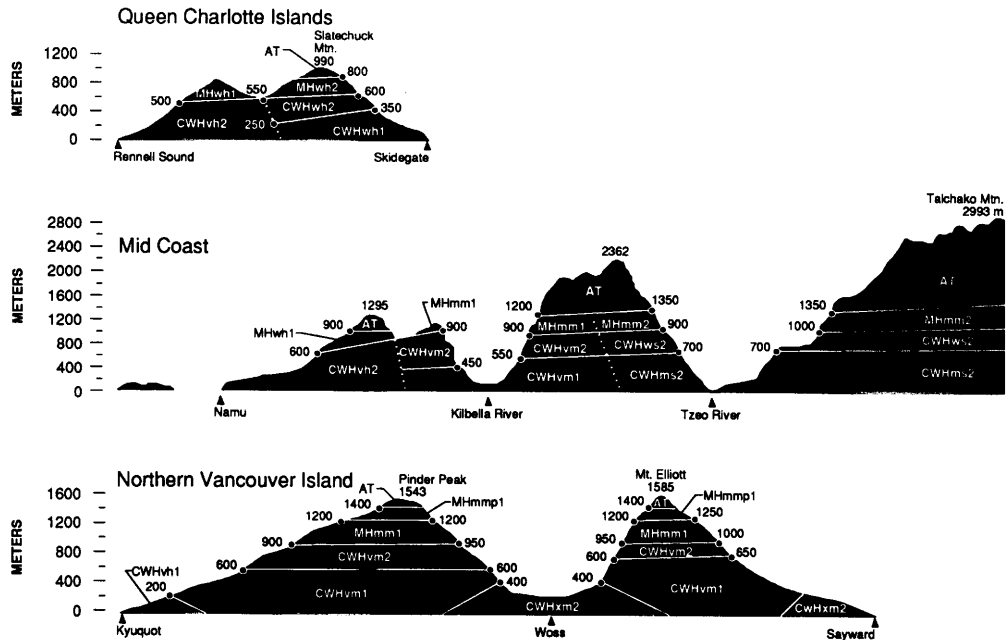 Queen Charlotte Islands
METERS
1200
800
400
0
AT
Slatechuck
Mtn.
990
800
600
350
550
500
250
MHwh1
MHwh2
CWHwh2
CWHvh2
CWHwh1
Rennell Sound
Skidegate
Mid Coast
METERS
2800
2400
2000
1600
1200
800
400
0
Talchako Mtn.
2993 m
1295
AT
MHmm1
900
900
MHwh1
600
CWHvm2
CWHvh2
450
2362
AT
1200
1350
900
MHmm1
MHmm2
900
550
CWHvm2
CWHws2
700
CWHvm1
CWHms2
AT
1350
MHmm2
1000
CWHws2
700
CWHms2
Namu
Kilbella River
Tzeo River
Northern Vancouver Island
METERS
1600
1200
800
400
0
AT
Pinder Peak
1543
1400
MHmmp1
1200
1200
MHmm1
900
950
CWHvm2
600
600
400
CWHvh1
200
CWHvm1
Mt. Elliott
1585
1400
AT
MHmmp1
1200
1250
MHmm1
950
1000
CWHvm2
600
650
400
CWHvm1
CWHxm2
CwHxm2
Kyuquot
Woss
Sayward